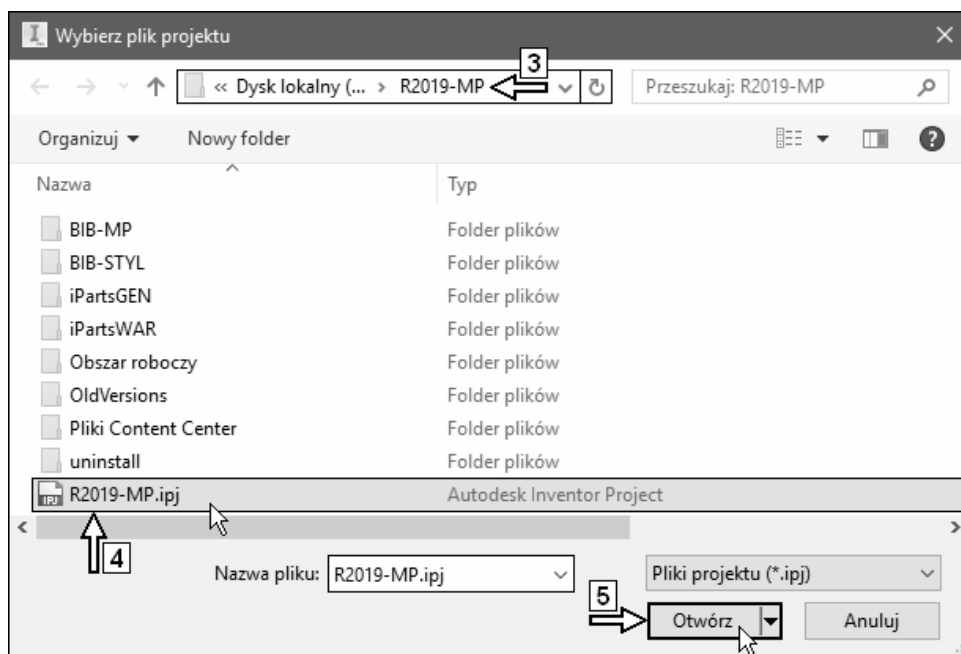 Wybierz plik projektu
3
« Dysk lokalny (... > R2019-MP
Przeszukaj: R2019-MP
Organizuj
Nowy folder
?
Nazwa
Typ
BIB-MP
Folder plików
BIB-STYL
Folder plików
iPartsGEN
Folder plików
iPartsWAR
Folder plików
Obszar roboczy
Folder plików
OldVersions
Folder plików
Pliki Content Center
Folder plików
uninstall
Folder plików
IPJ
R2019-MP.ipj
Autodesk Inventor Project
4
Nazwa pliku:
R2019-MP.ipj
Pliki projektu (*.ipj)
5
Otwórz
Anuluj